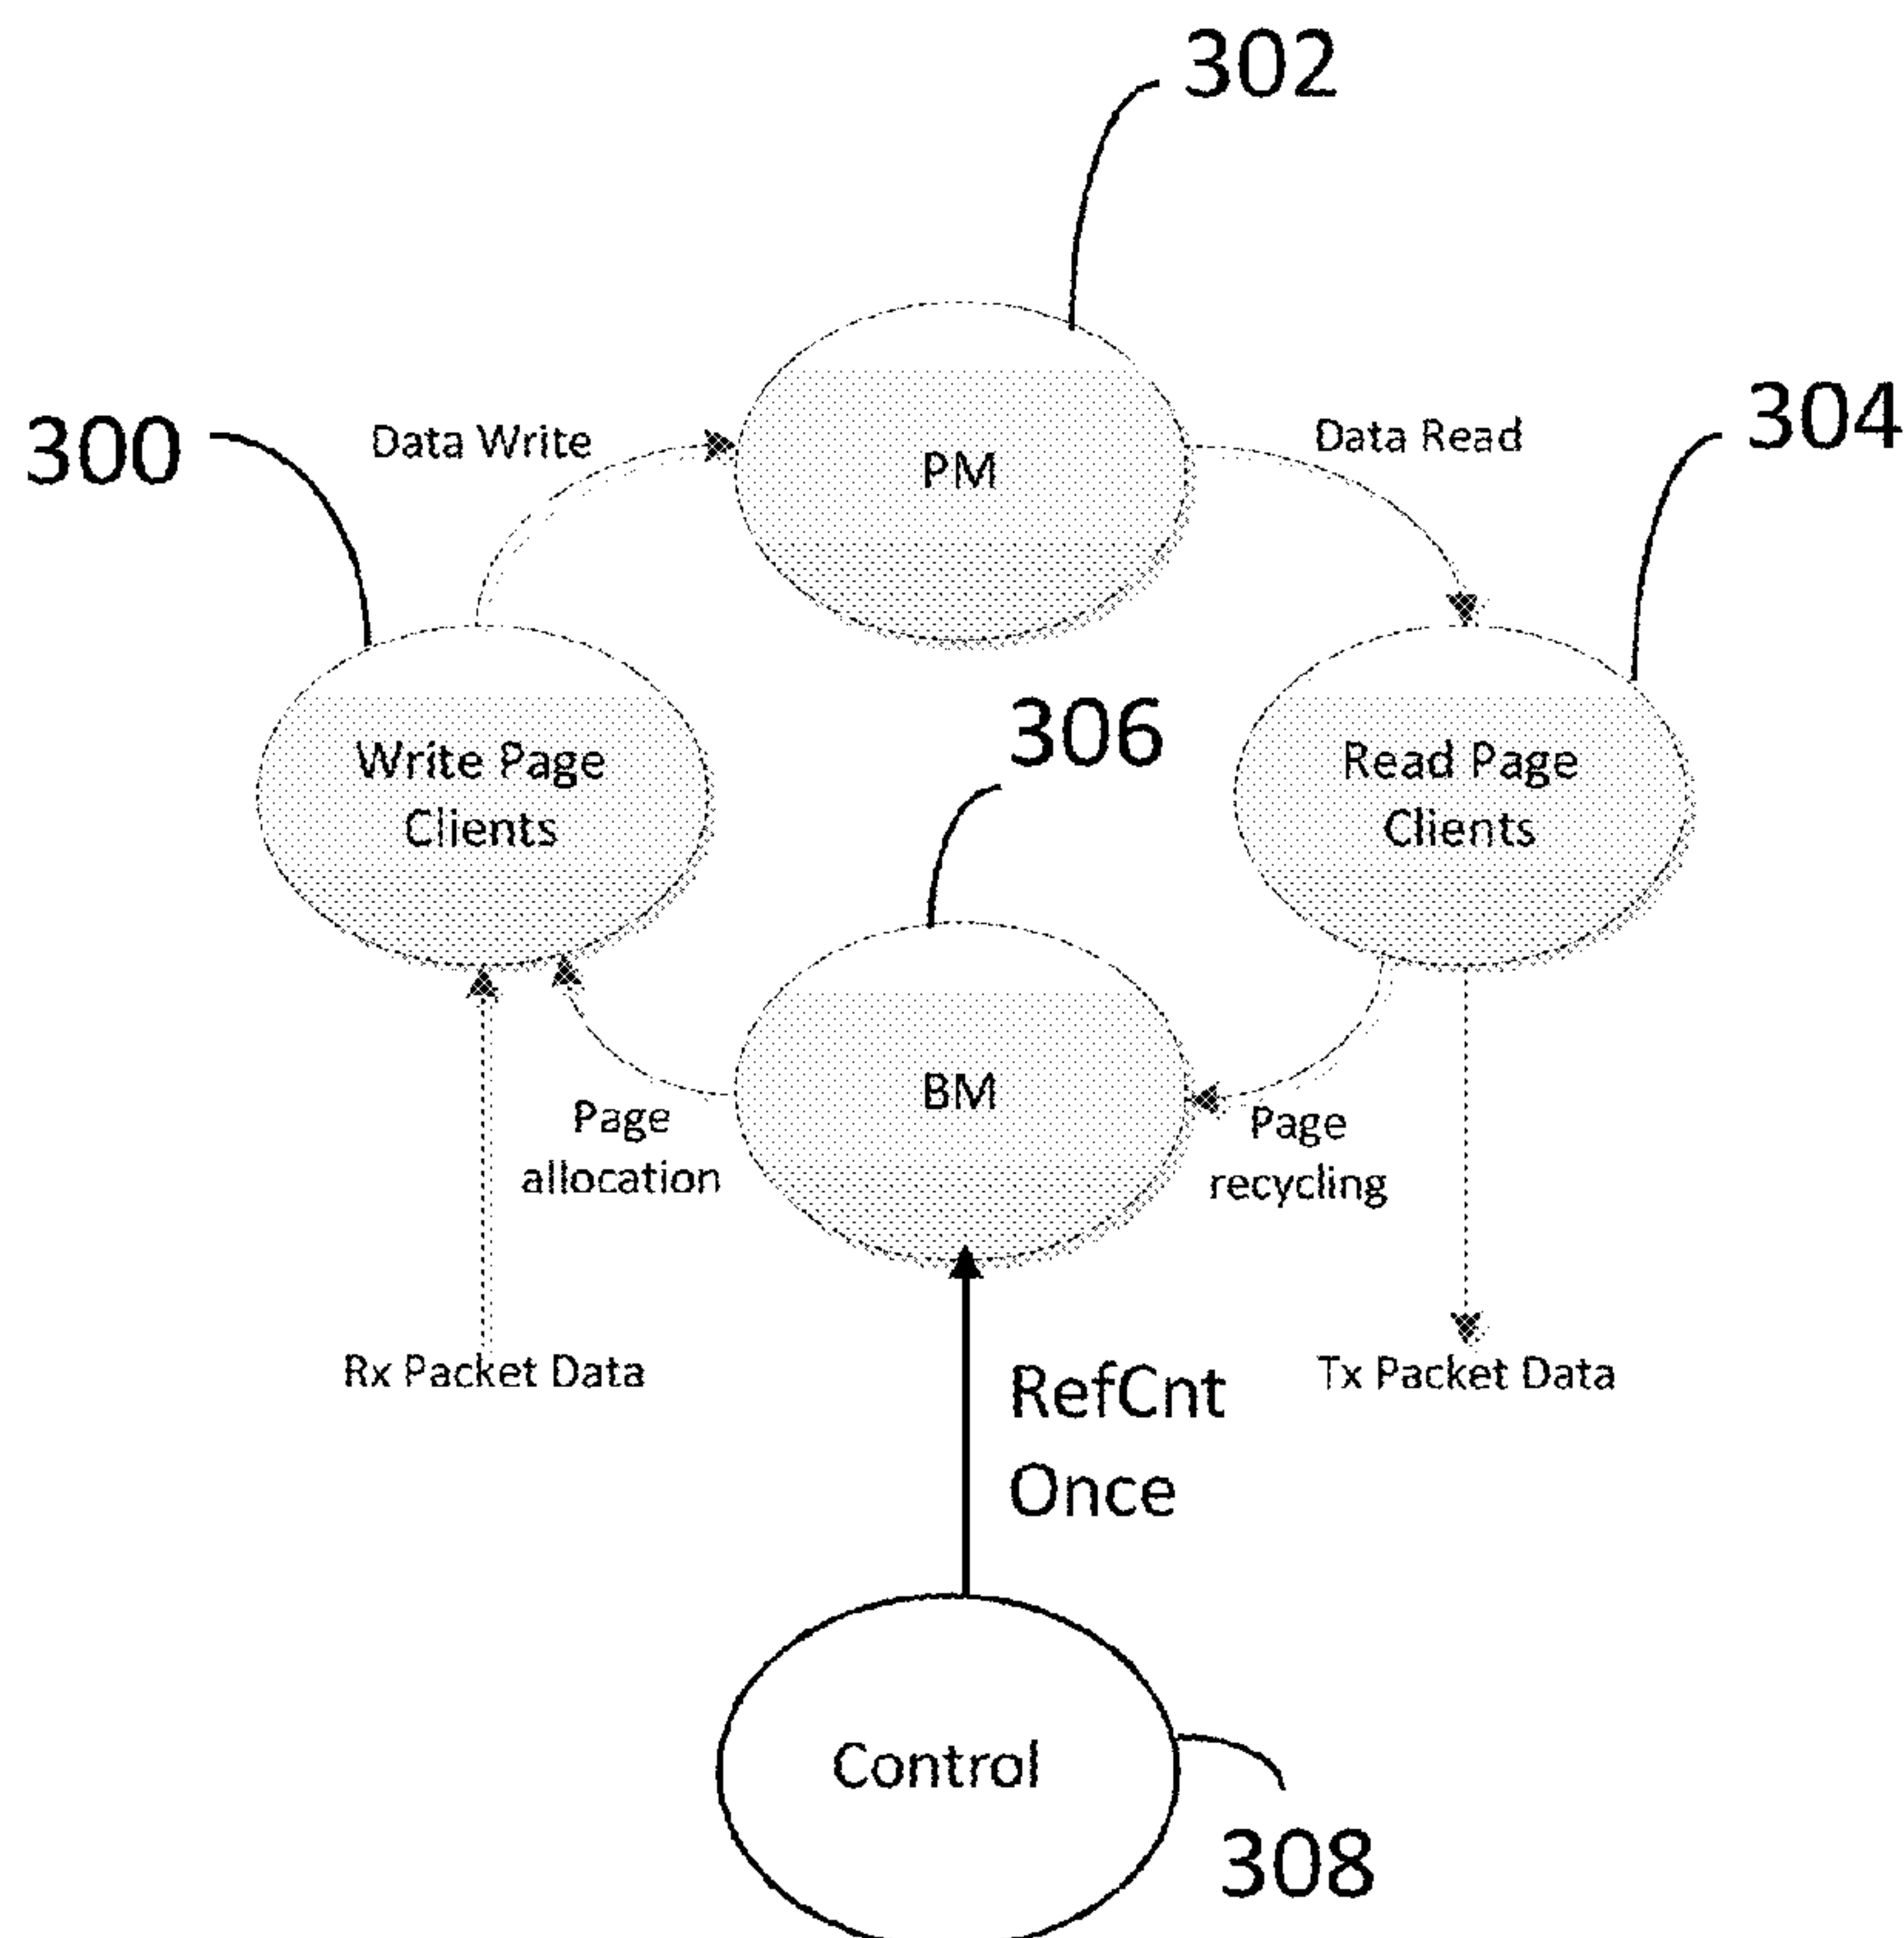 302
304
300
Data Write
Data Read
PM
306
Write Page
Clients
Read Page
Clients
BM
Page
allocation
Page
recycling
Rx Packet Data
Tx Packet Data
RefCnt
Once
Control
308